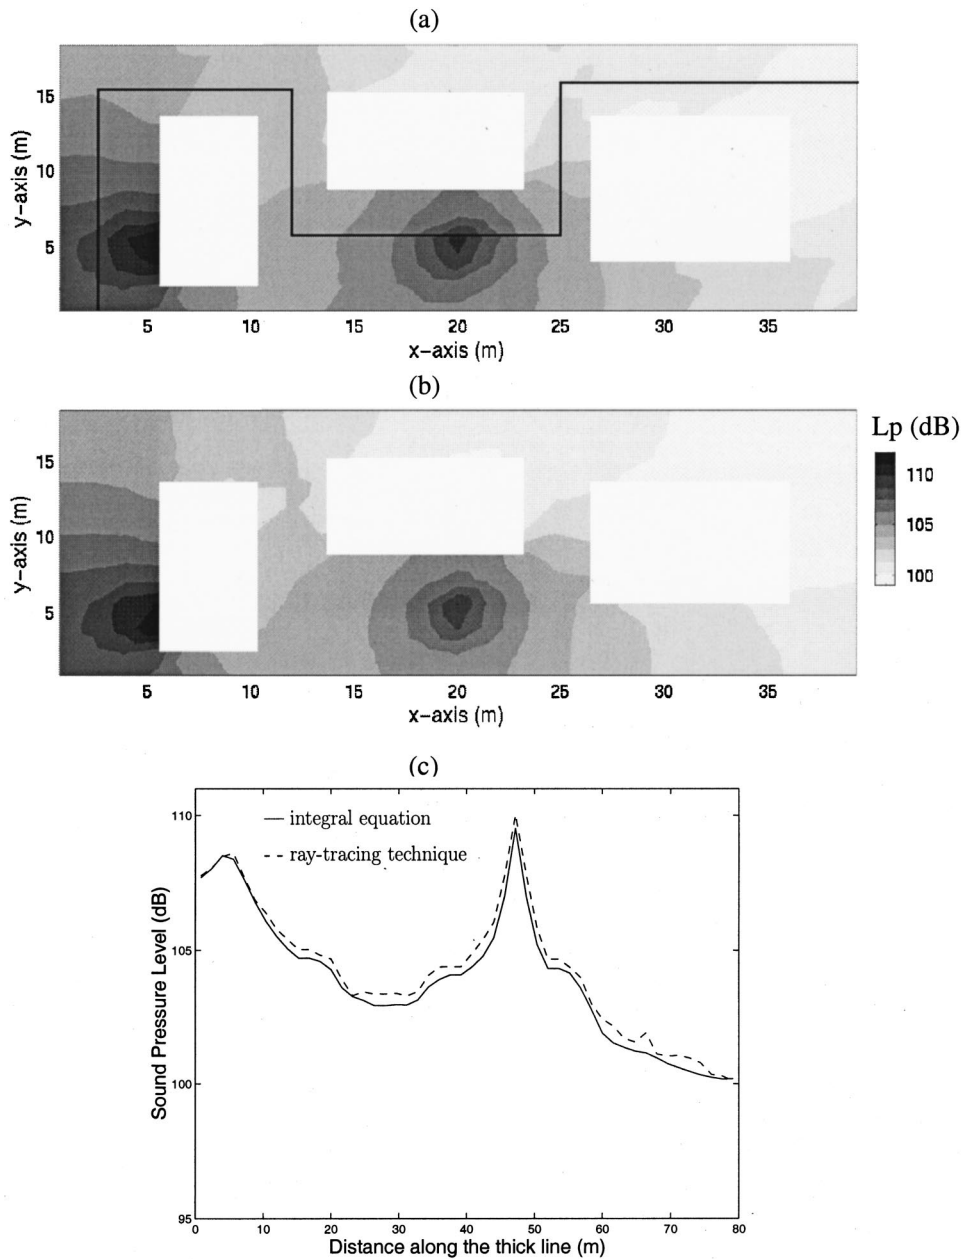 (a)
15
10
5
y-axis (m)
5 10 15 20 25 30 35
x-axis (m)
(b)
15
10
5
y-axis (m)
5 10 15 20 25 30 35
x-axis (m)
Lp (dB)
110
105
100
(c)
110
105
100
95
Sound Pressure Level (dB)
integral equation
ray-tracing technique
0 10 20 30 40 50 60 70 80
Distance along the thick line (m)